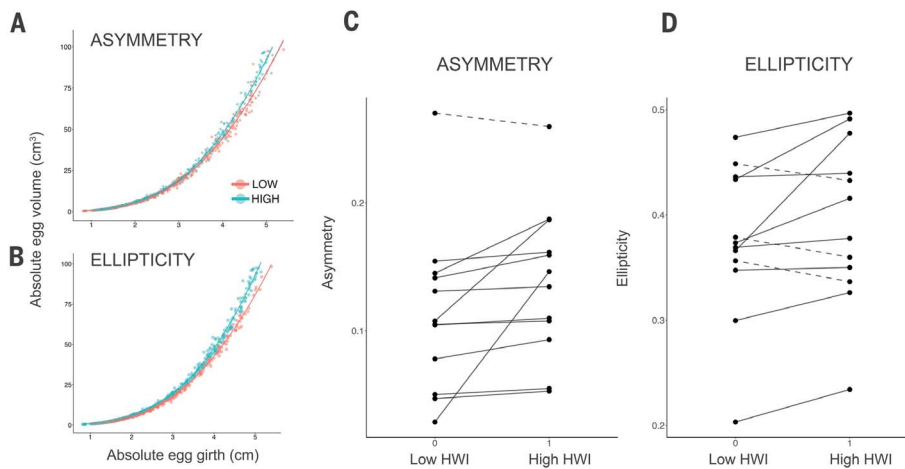 A
ASYMMETRY
100
75
50
25
0
1 2 3 4 5
LOW
HIGH
B
ELLIPTICITY
100
75
50
25
0
1 2 3 4 5
Absolute egg volume (cm³)
Absolute egg girth (cm)
C
ASYMMETRY
0.2
0.1
Asymmetry
0 1
Low HWI High HWI
D
ELLIPTICITY
0.5
0.4
0.3
0.2
Ellipticity
0 1
Low HWI High HWI